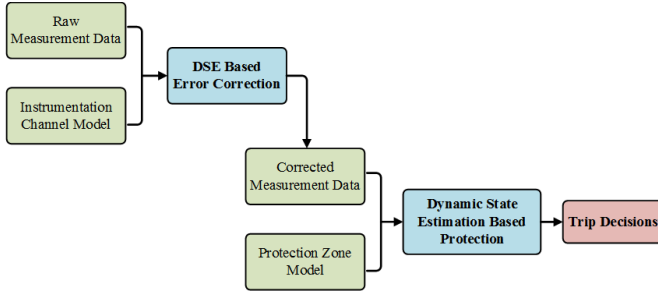 Raw
Measurement Data
DSE Based
Error Correction
Instrumentation
Channel Model
Corrected
Measurement Data
Dynamic State
Estimation Based
Protection
Trip Decisions
Protection Zone
Model